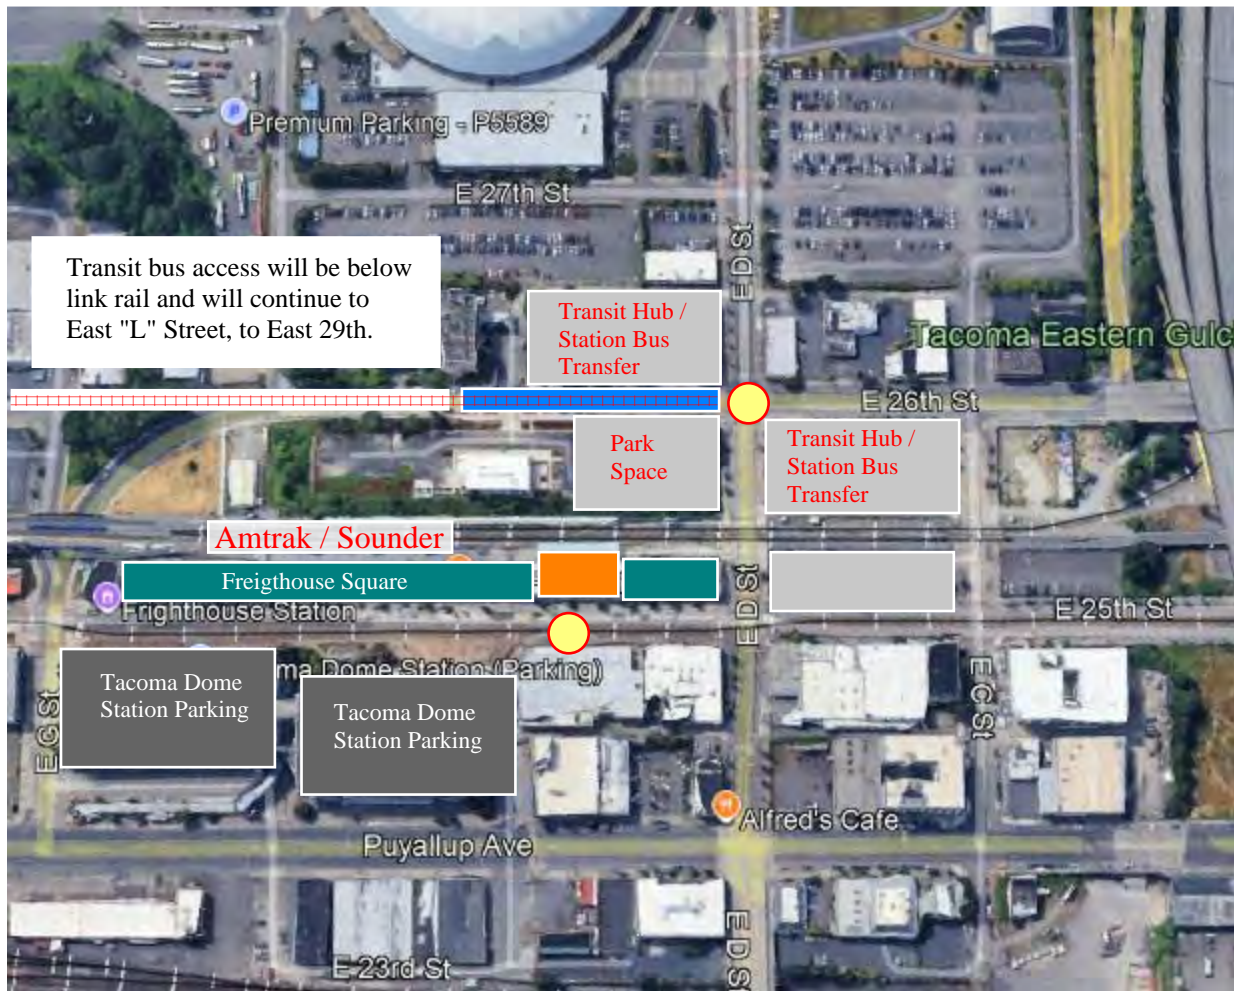 Premium Parking - P5589
E 27th St
E D St
Transit bus access will be below
link rail and will continue to
East "L" Street, to East 29th.
Transit Hub /
Station Bus
Transfer
Tacoma Eastern Gulc
E 26th St
Park
Space
Transit Hub /
Station Bus
Transfer
Amtrak / Sounder
Freigthouse Square
Frighthouse Station
E D St
E 25th St
ma Dome Station (Parking)
Tacoma Dome
Station Parking
Tacoma Dome
Station Parking
E G St
E C St
Alfred's Cafe
Puyallup Ave
E D S
E 23rd St